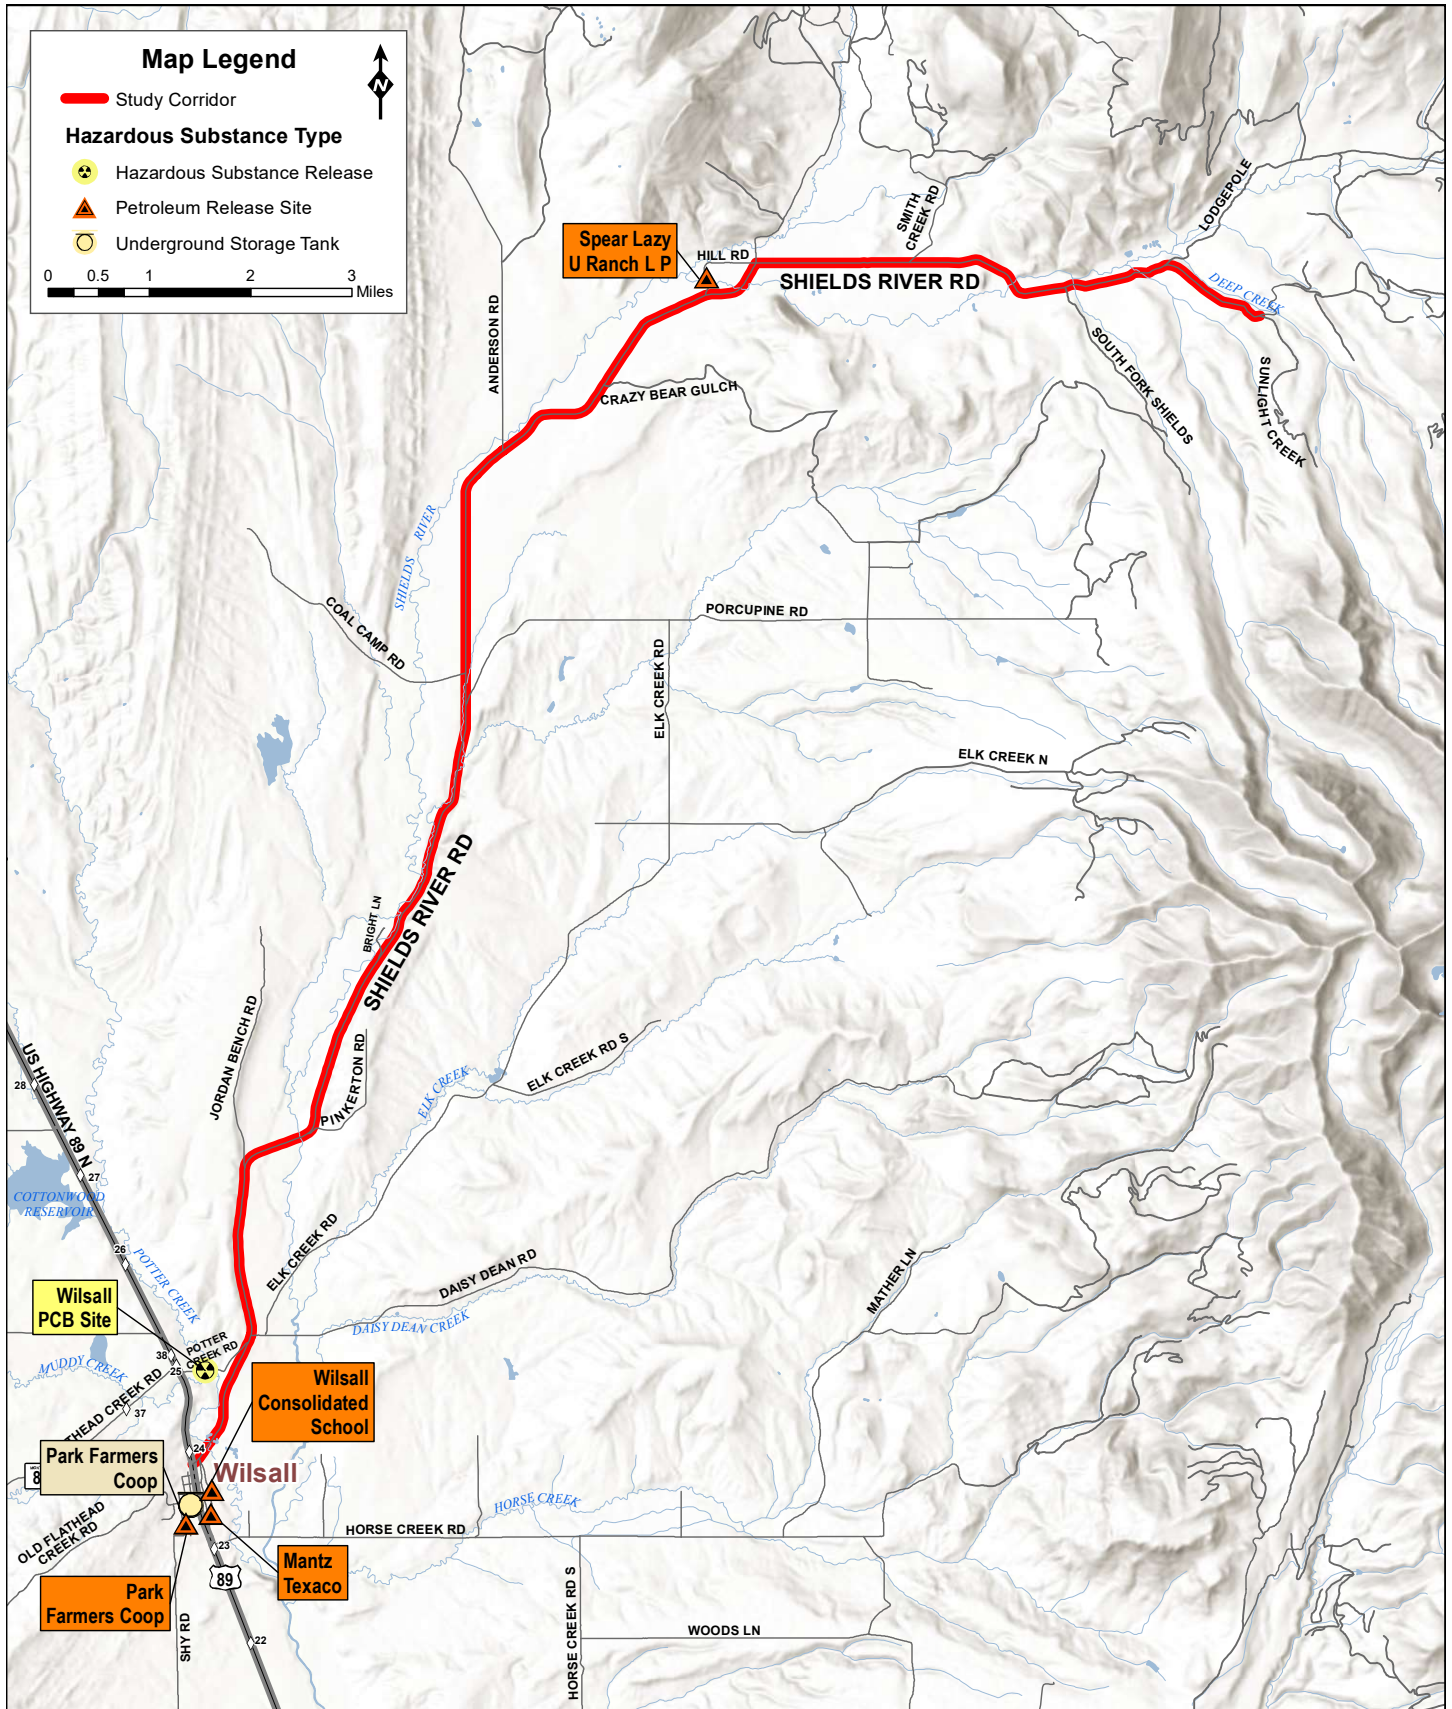 Map Legend
N
Study Corridor
Hazardous Substance Type
Hazardous Substance Release
Petroleum Release Site
Underground Storage Tank
0 0.5 1 2 3
Miles
LODGEPOLE
SMITH
CREEK RD
Spear Lazy
U Ranch L P
HILL RD
SHIELDS RIVER RD
DEEP CREEK
ANDERSON RD
SOUTH FORK SHIELDS
SUNLIGHT CREEK
CRAZY BEAR GULCH
SHIELDS RIVER
COAL CAMP RD
PORCUPINE RD
ELK CREEK RD
ELK CREEK N
SHIELDS RIVER RD
BRIGHT LN
JORDAN BENCH RD
US HIGHWAY 89 N
28
PINKERTON RD
ELK CREEK RD S
ELK CREEK
27
COTTONWOOD
RESERVOIR
26
POTTER CREEK
ELK CREEK RD
DAISY DEAN RD
MATHER LN
Wilsall
PCB Site
DAISY DEAN CREEK
POTTER
CREEK RD
38
25
MUDDY CREEK
Wilsall
Consolidated
School
37
THEAD CREEK RD
24
Park Farmers
Coop
8
Wilsall
HORSE CREEK
OLD FLATHEAD
CREEK RD
HORSE CREEK RD
23
Mantz
Texaco
89
Park
Farmers Coop
SHY RD
22
HORSE CREEK RD S
WOODS LN